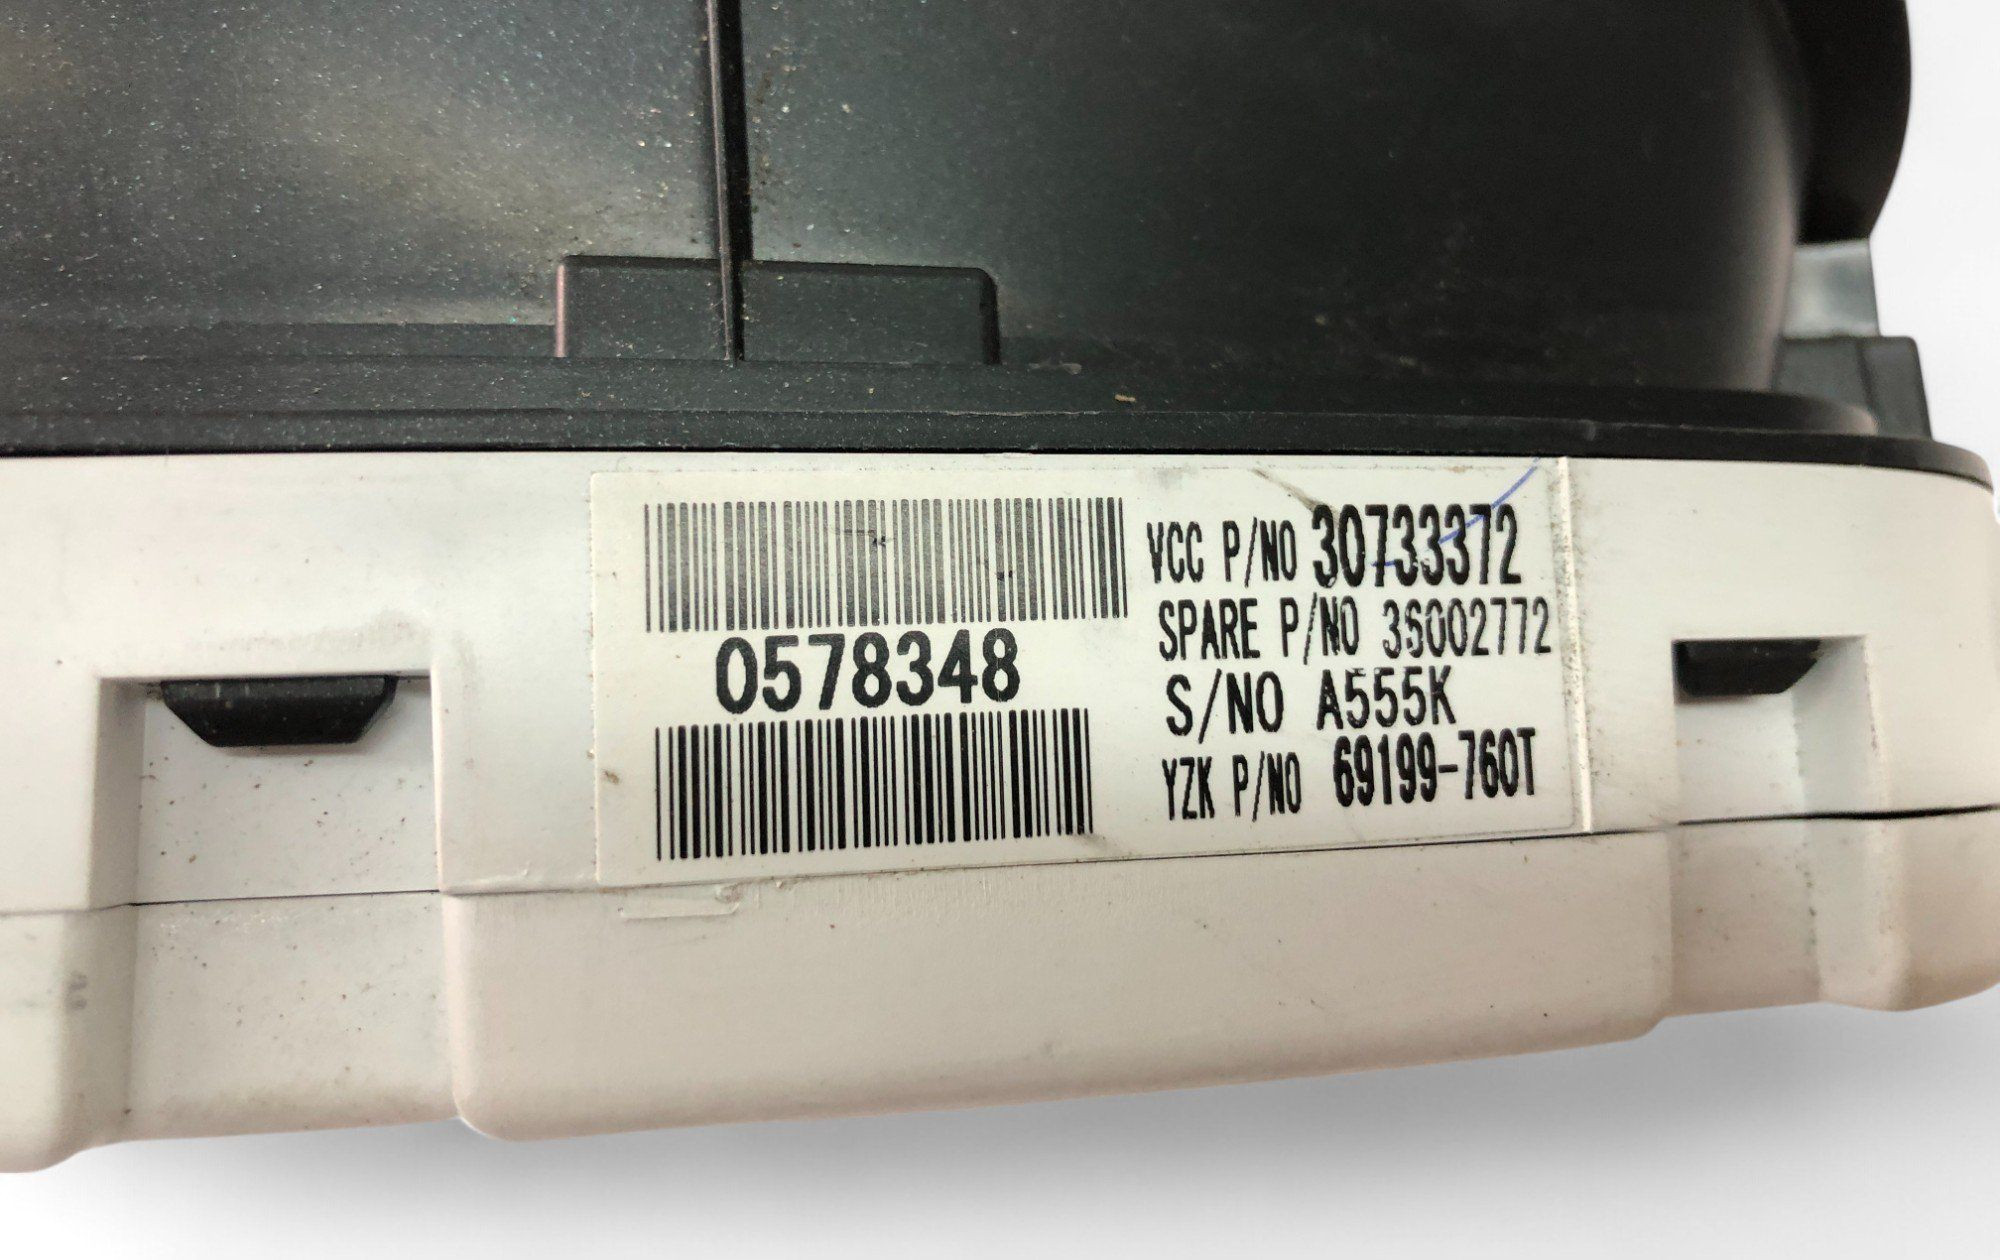 0578348
VCC P/NO 30733372
SPARE P/NO 36002772
S/NO A555K
YZK P/NO 69199-760T